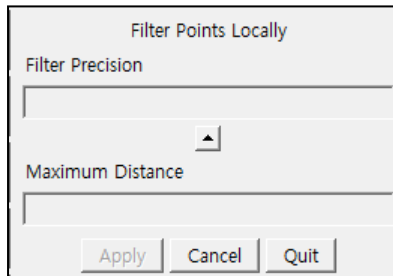 Filter Points Locally
Filter Precision
Maximum Distance
Apply Cancel Quit